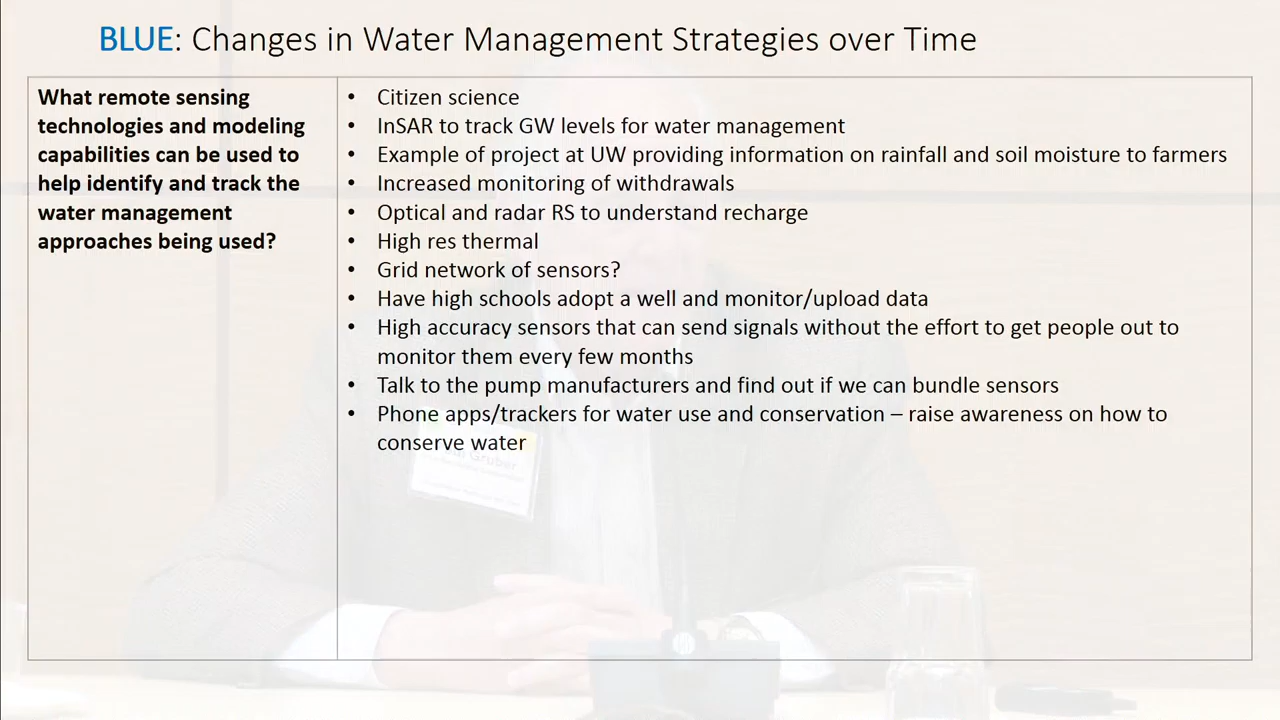 BLUE: Changes in Water Management Strategies over Time
What remote sensing
technologies and modeling
capabilities can be used to
help identify and track the
water management
approaches being used?
• Citizen science
• InSAR to track GW levels for water management
• Example of project at UW providing information on rainfall and soil moisture to farmers
• Increased monitoring of withdrawals
• Optical and radar RS to understand recharge
• High res thermal
• Grid network of sensors?
• Have high schools adopt a well and monitor/upload data
• High accuracy sensors that can send signals without the effort to get people out to
monitor them every few months
• Talk to the pump manufacturers and find out if we can bundle sensors
• Phone apps/trackers for water use and conservation – raise awareness on how to
conserve water
Gruber